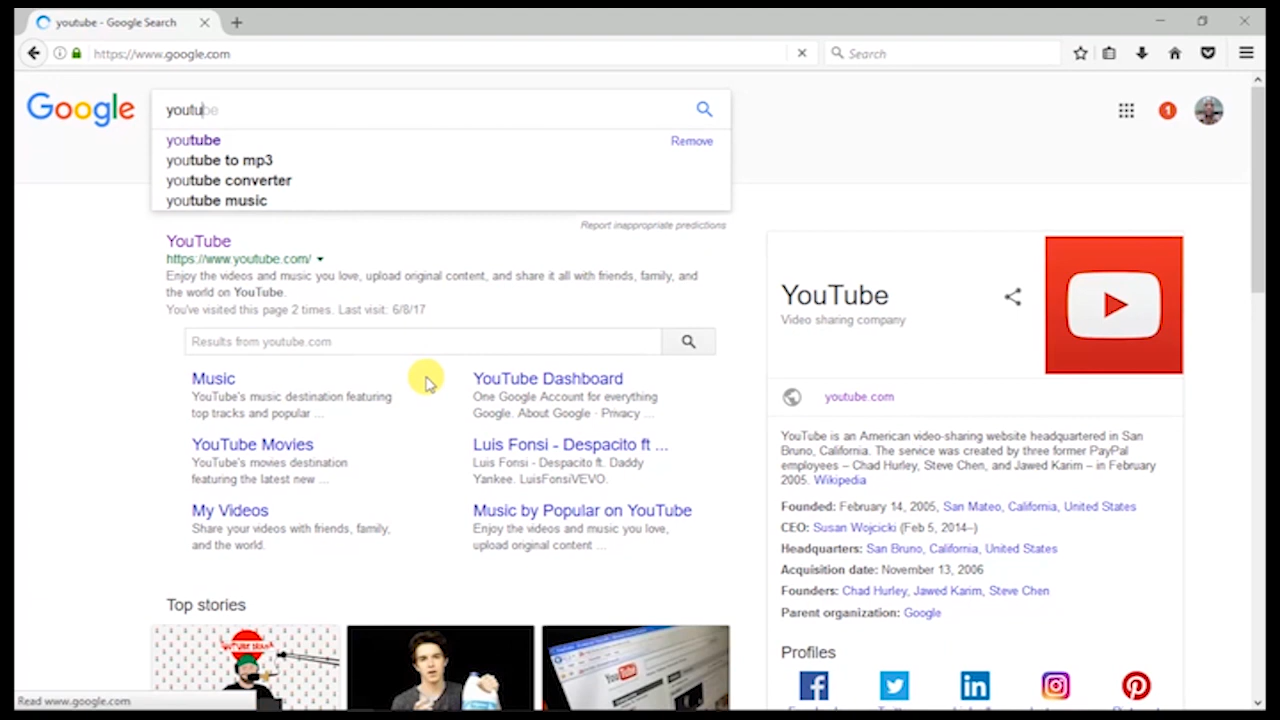 youtube - Google Search
https://www.google.com
Search
Google
youtube
1
youtube
Remove
youtube to mp3
youtube converter
youtube music
Report inappropriate predictions
YouTube
https://www.youtube.com/
Enjoy the videos and music you love, upload original content, and share it all with friends, family, and
the world on YouTube.
You've visited this page 2 times. Last visit: 6/8/17
Results from youtube.com
Music
YouTube's music destination featuring
top tracks and popular ...
YouTube Dashboard
One Google Account for everything
Google. About Google · Privacy ...
YouTube Movies
YouTube's movies destination
featuring the latest new ...
Luis Fonsi - Despacito ft ...
Luis Fonsi - Despacito ft. Daddy
Yankee. LuisFonsiVEVO.
My Videos
Share your videos with friends, family,
and the world.
Music by Popular on YouTube
Enjoy the videos and music you love,
upload original content ...
Top stories
YouTube
Video sharing company
youtube.com
YouTube is an American video-sharing website headquartered in San
Bruno, California. The service was created by three former PayPal
employees – Chad Hurley, Steve Chen, and Jawed Karim – in February
2005. Wikipedia
Founded: February 14, 2005, San Mateo, California, United States
CEO: Susan Wojcicki (Feb 5, 2014–)
Headquarters: San Bruno, California, United States
Acquisition date: November 13, 2006
Founders: Chad Hurley, Jawed Karim, Steve Chen
Parent organization: Google
Profiles
Read www.google.com